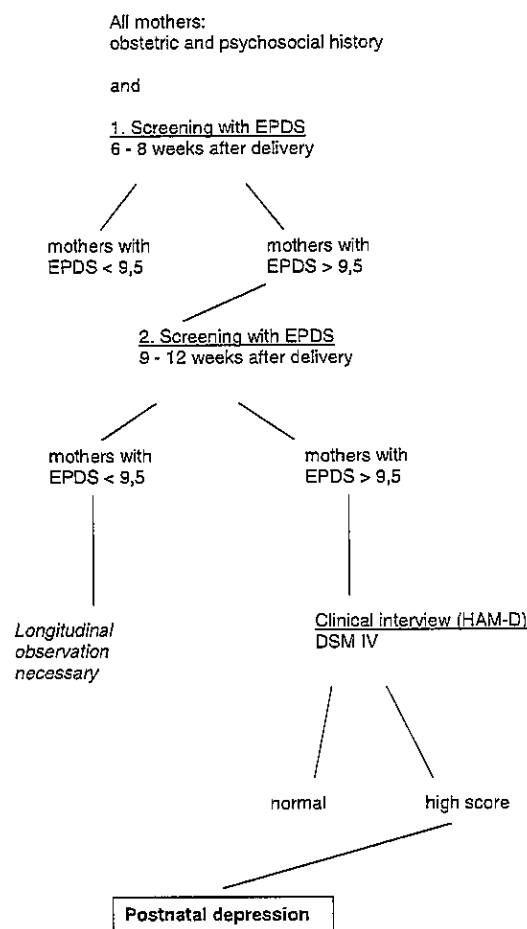 All mothers:
obstetric and psychosocial history
and
1. Screening with EPDS
6 - 8 weeks after delivery
mothers with
EPDS < 9,5
mothers with
EPDS > 9,5
2. Screening with EPDS
9 - 12 weeks after delivery
mothers with
EPDS < 9,5
mothers with
EPDS > 9,5
Longitudinal
observation
necessary
Clinical interview (HAM-D)
DSM IV
normal
high score
Postnatal depression